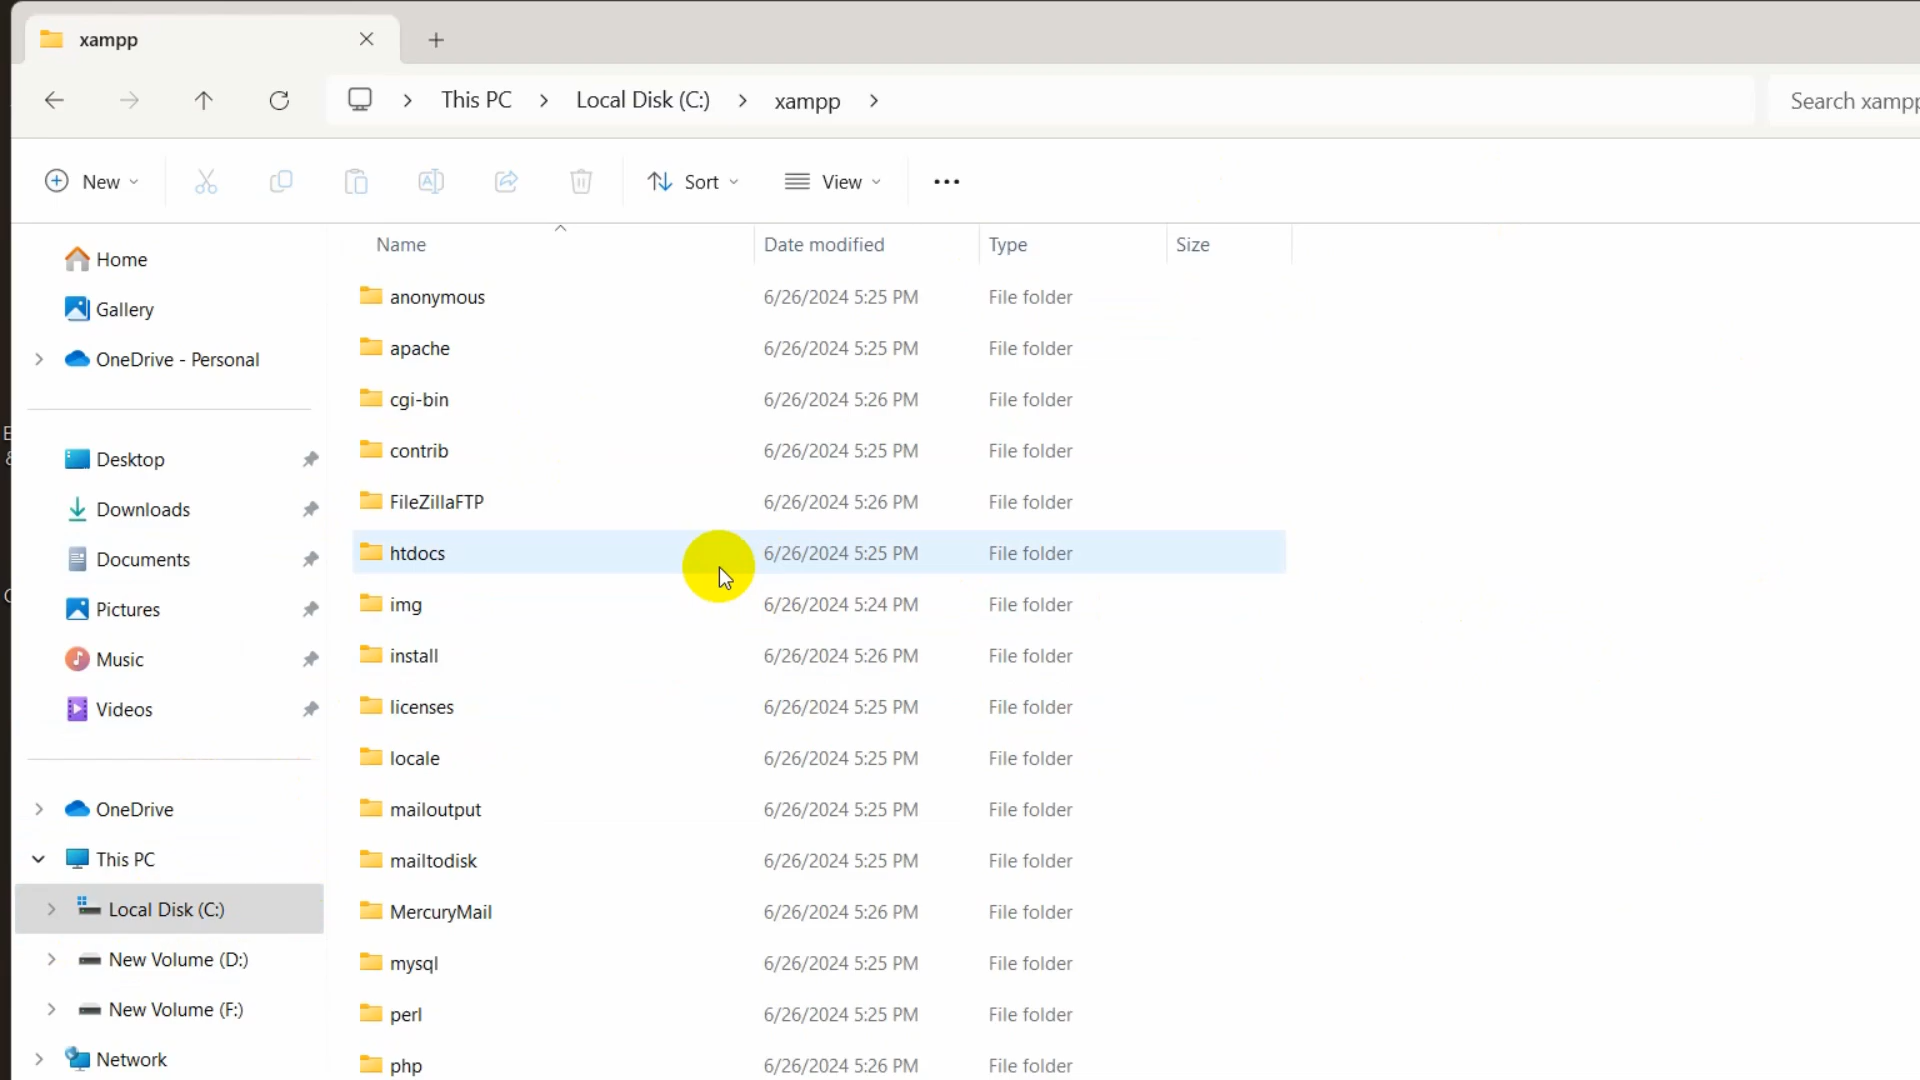 xampp
This PC
Local Disk (C:)
xampp
Search xampp
New
Sort
View
Home
Gallery
OneDrive - Personal
Desktop
Downloads
Documents
Pictures
Music
Videos
OneDrive
This PC
Local Disk (C:)
New Volume (D:)
New Volume (F:)
Network
Name Date modified Type Size
anonymous 6/26/2024 5:25 PM File folder
apache 6/26/2024 5:25 PM File folder
cgi-bin 6/26/2024 5:26 PM File folder
contrib 6/26/2024 5:25 PM File folder
FileZillaFTP 6/26/2024 5:26 PM File folder
htdocs 6/26/2024 5:25 PM File folder
img 6/26/2024 5:24 PM File folder
install 6/26/2024 5:26 PM File folder
licenses 6/26/2024 5:25 PM File folder
locale 6/26/2024 5:25 PM File folder
mailoutput 6/26/2024 5:25 PM File folder
mailtodisk 6/26/2024 5:25 PM File folder
MercuryMail 6/26/2024 5:26 PM File folder
mysql 6/26/2024 5:25 PM File folder
perl 6/26/2024 5:25 PM File folder
php 6/26/2024 5:26 PM File folder